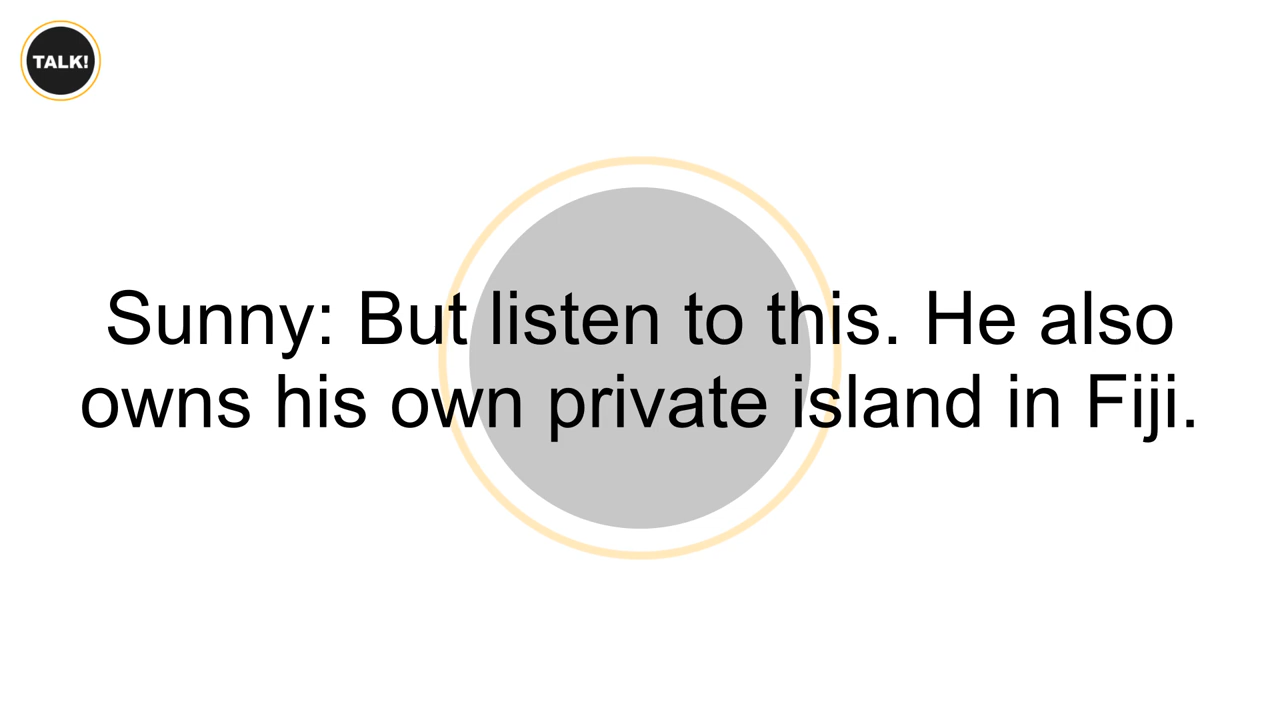 TALK!
Sunny: But listen to this. He also
owns his own private island in Fiji.